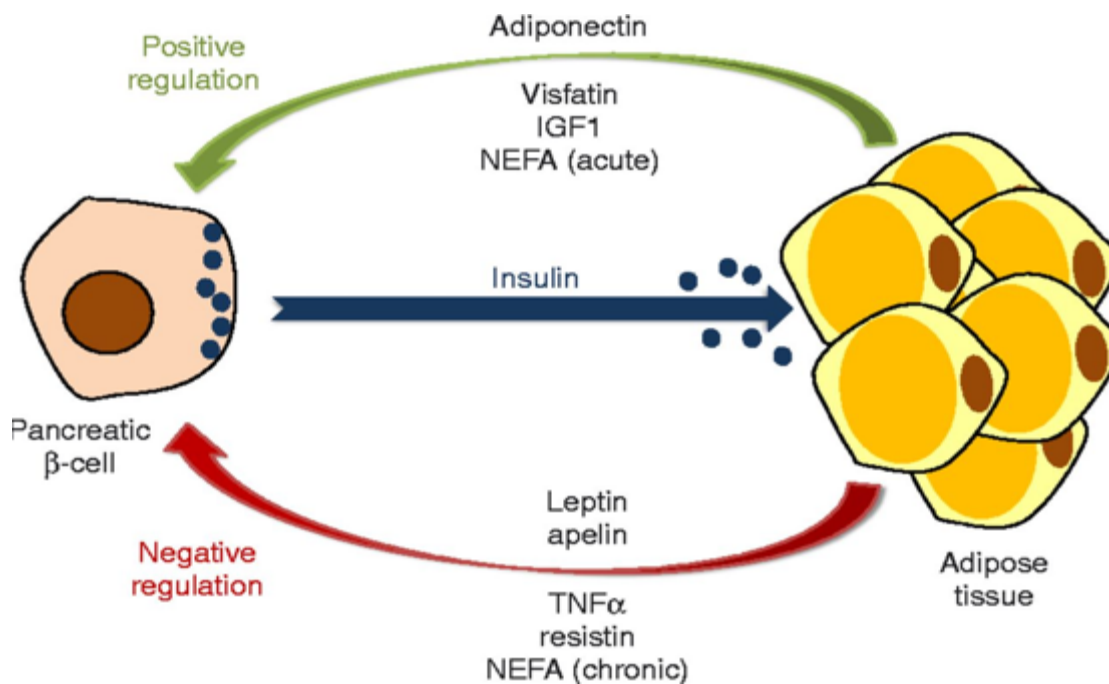 Adiponectin
Positive
regulation
Visfatin
IGF1
NEFA (acute)
Insulin
Pancreatic
β-cell
Leptin
apelin
Negative
regulation
Adipose
tissue
TNFα
resistin
NEFA (chronic)